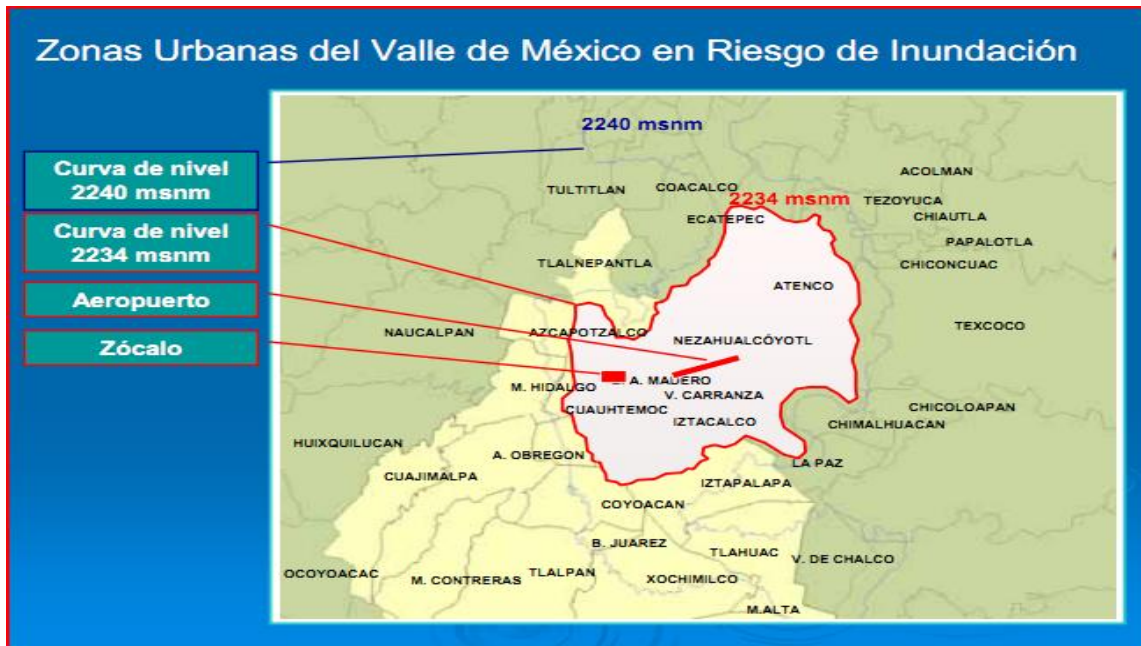 Zonas Urbanas del Valle de México en Riesgo de Inundación
Curva de nivel
2240 msnm
Curva de nivel
2234 msnm
Aeropuerto
Zócalo
2240 msnm
ACOLMAN
TULTITLAN
COACALCO
2234 msnm
TEZOYUCA
ECATEPEC
CHIAUTLA
PAPALOTLA
TLALNEPANTLA
CHICONCUAC
ATENCO
NAUCALPAN
AZCAPOTZALCO
TEXCOCO
NEZAHUALCÓYOTL
M. HIDALGO
A. MADERO
V. CARRANZA
CUAUHTEMOC
IZTACALCO
CHICOLOAPAN
CHIMALHUACAN
HUIXQUILUCAN
A. OBREGON
LA PAZ
CUAJIMALPA
IZTAPALAPA
COYOACAN
B. JUAREZ
TLAHUAC
V. DE CHALCO
OCOYOACAC
M. CONTRERAS
TLALPAN
XOCHIMILCO
M.ALTA